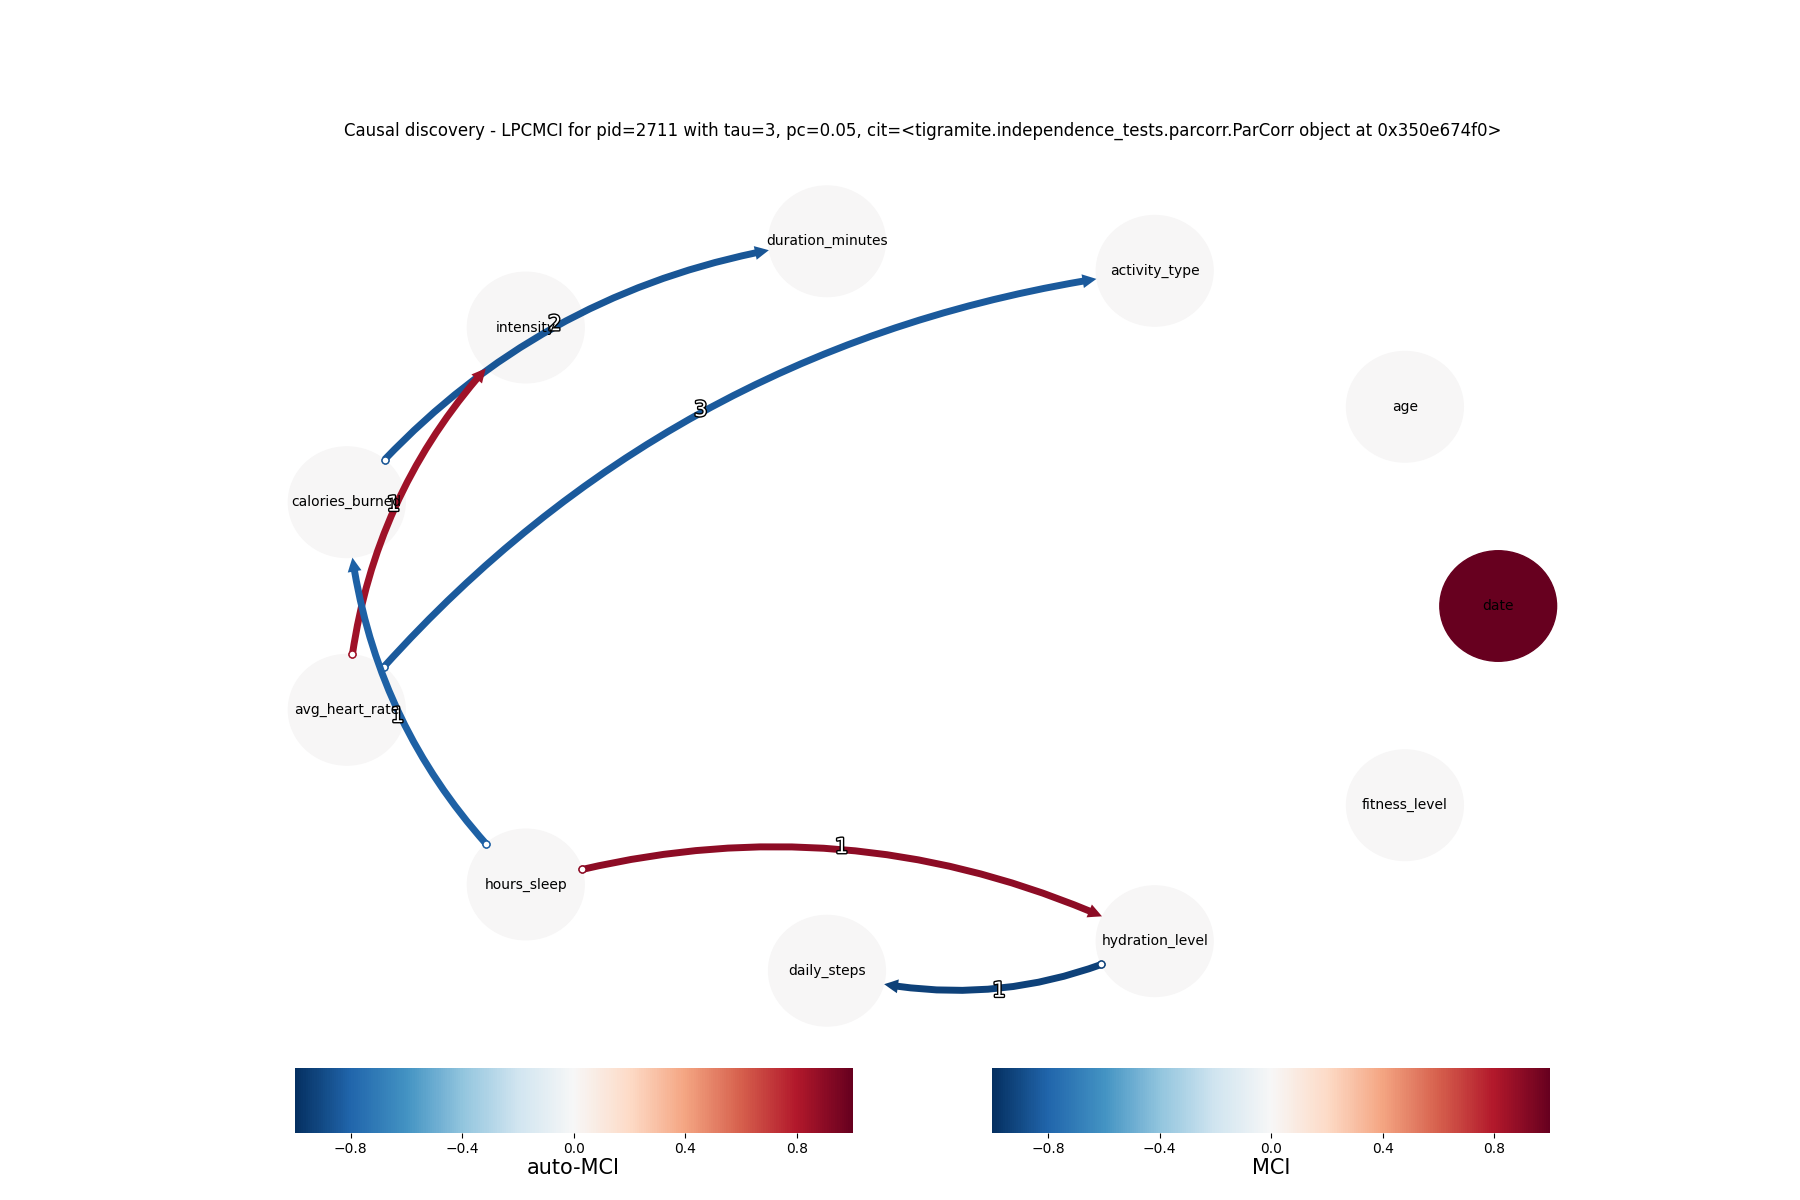 Causal discovery - LPCMCI for pid=2711 with tau=3, pc=0.05, cit=<tigramite.independence_tests.parcorr.ParCorr object at 0x350e674f0>
duration_minutes
activity_type
intensity
2
age
3
calories_burned
1
date
avg_heart_rate
1
fitness_level
1
hours_sleep
hydration_level
daily_steps
1
−0.8 −0.4 0.0 0.4 0.8
auto-MCI
−0.8 −0.4 0.0 0.4 0.8
MCI